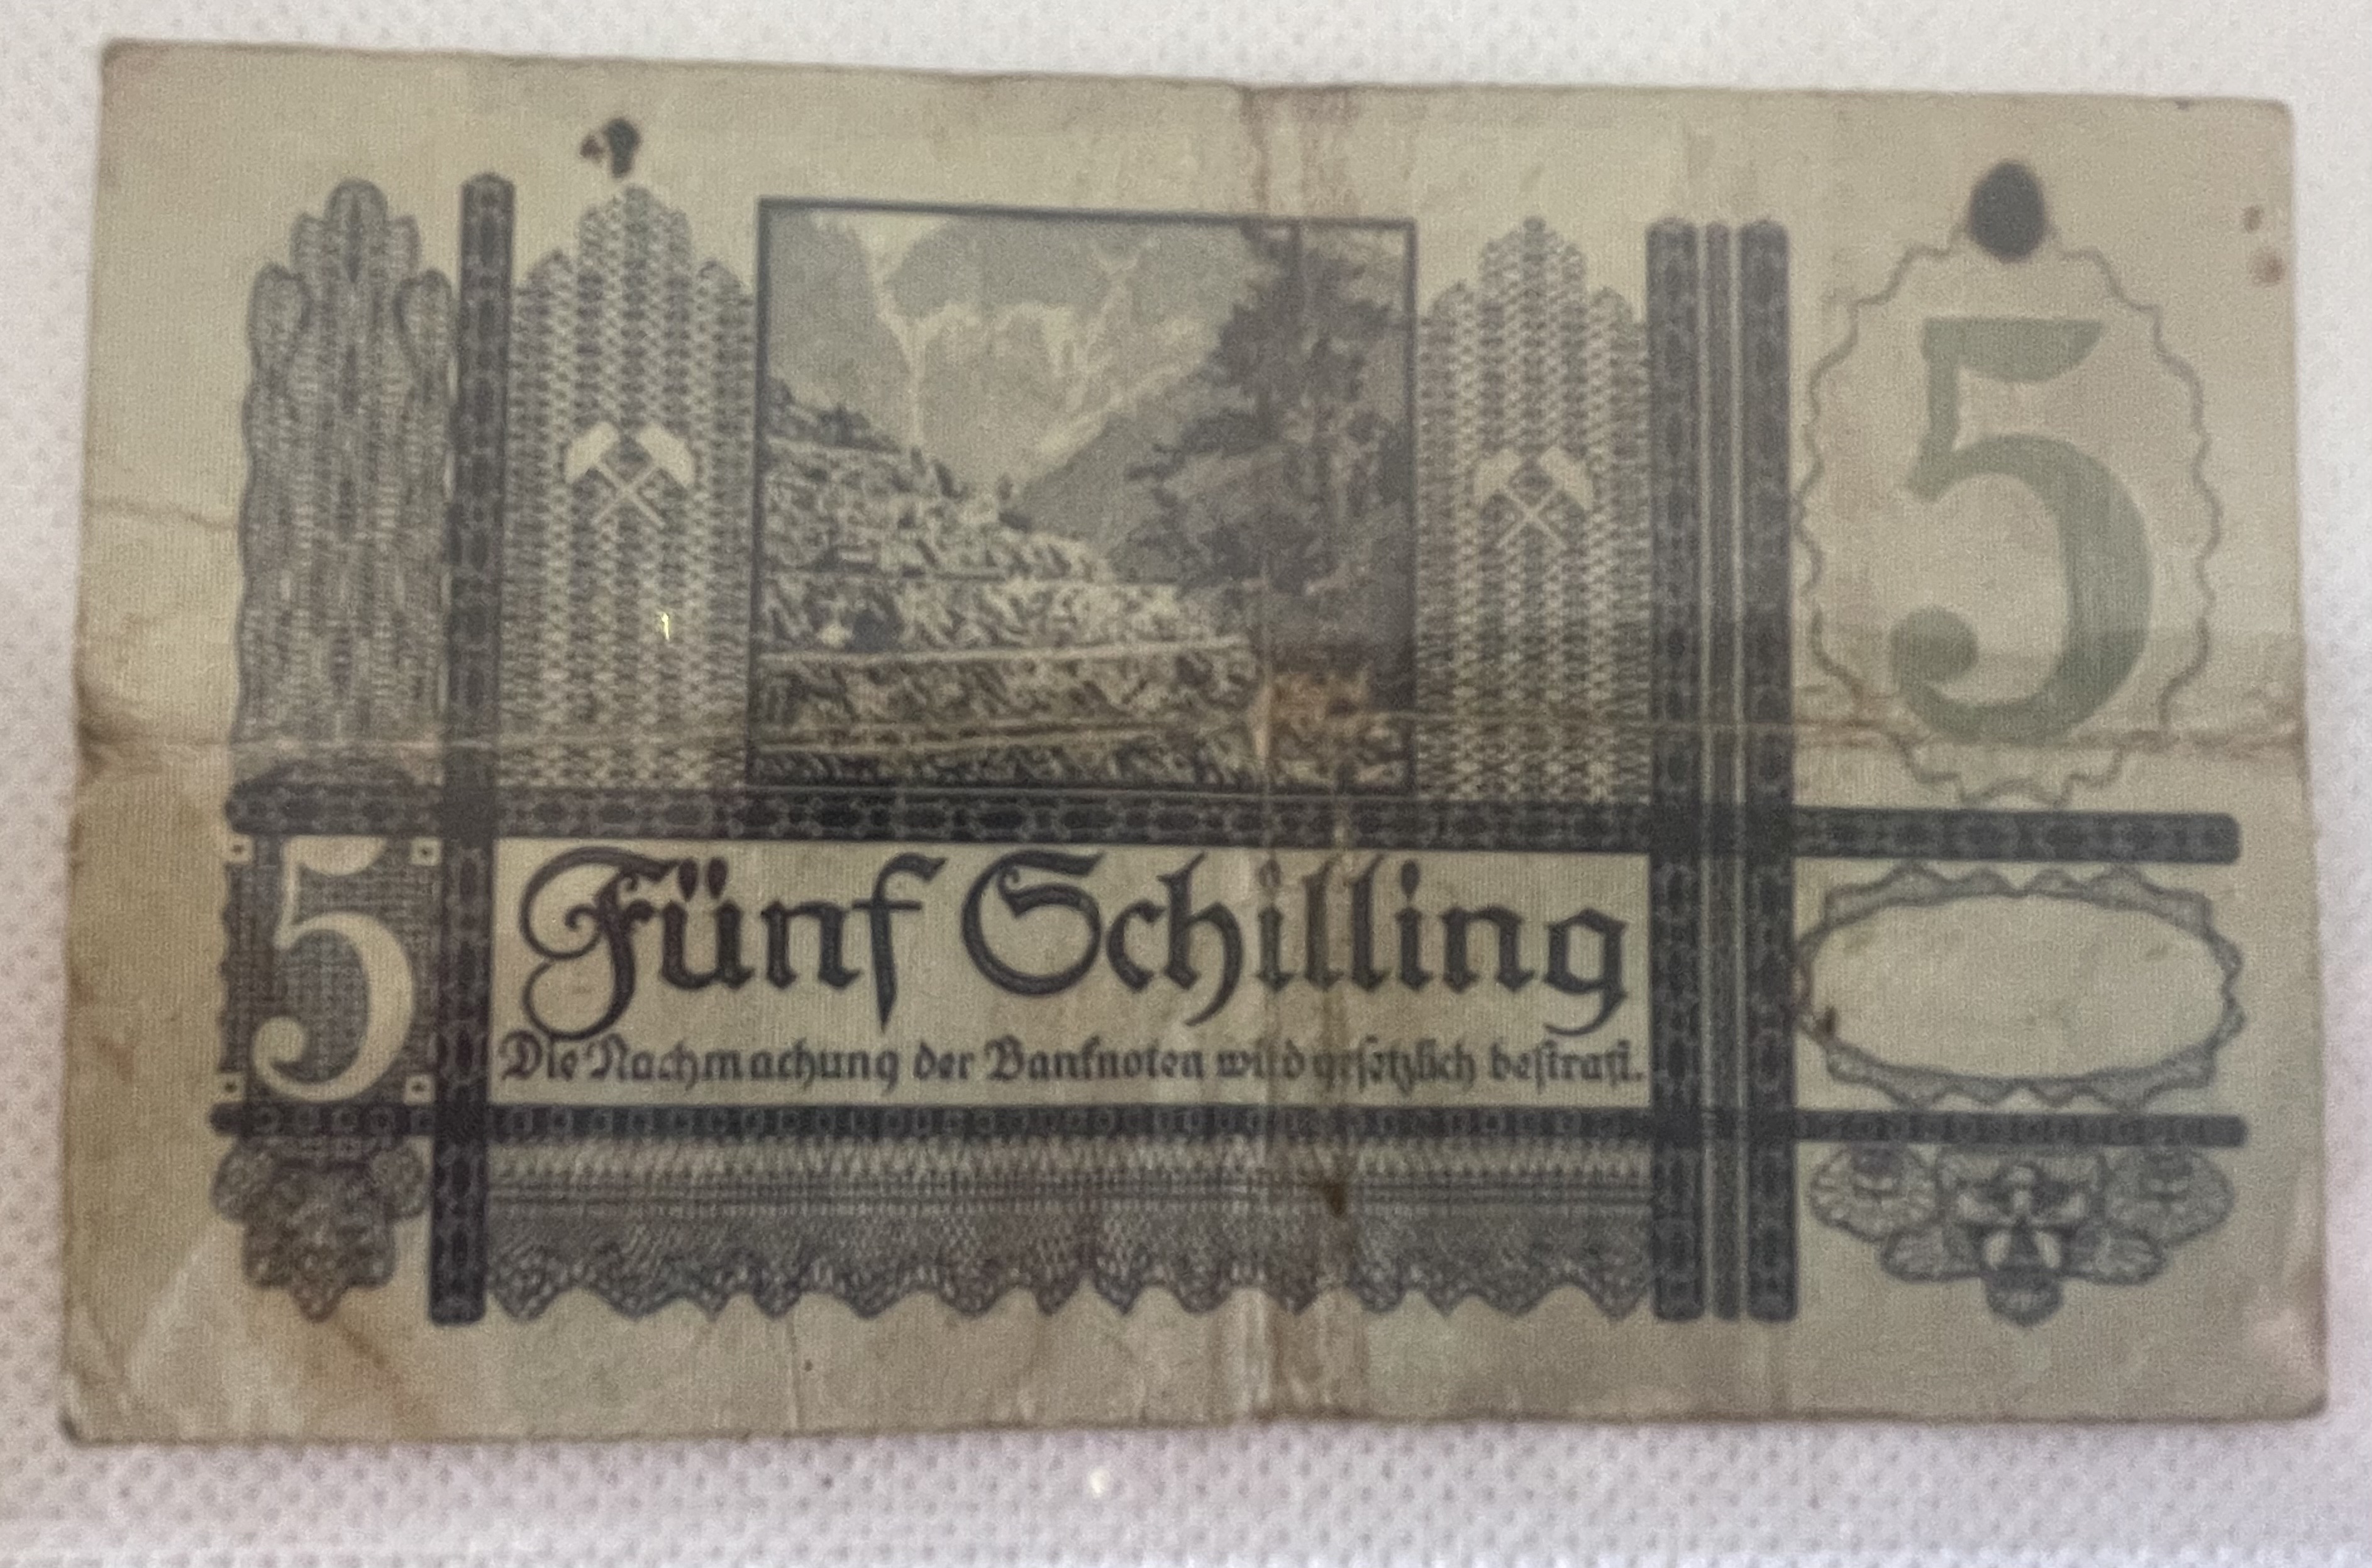 5
5
Fünf Schilling
Die Nachmachung der Banknoten wird gesetzlich bestraft.